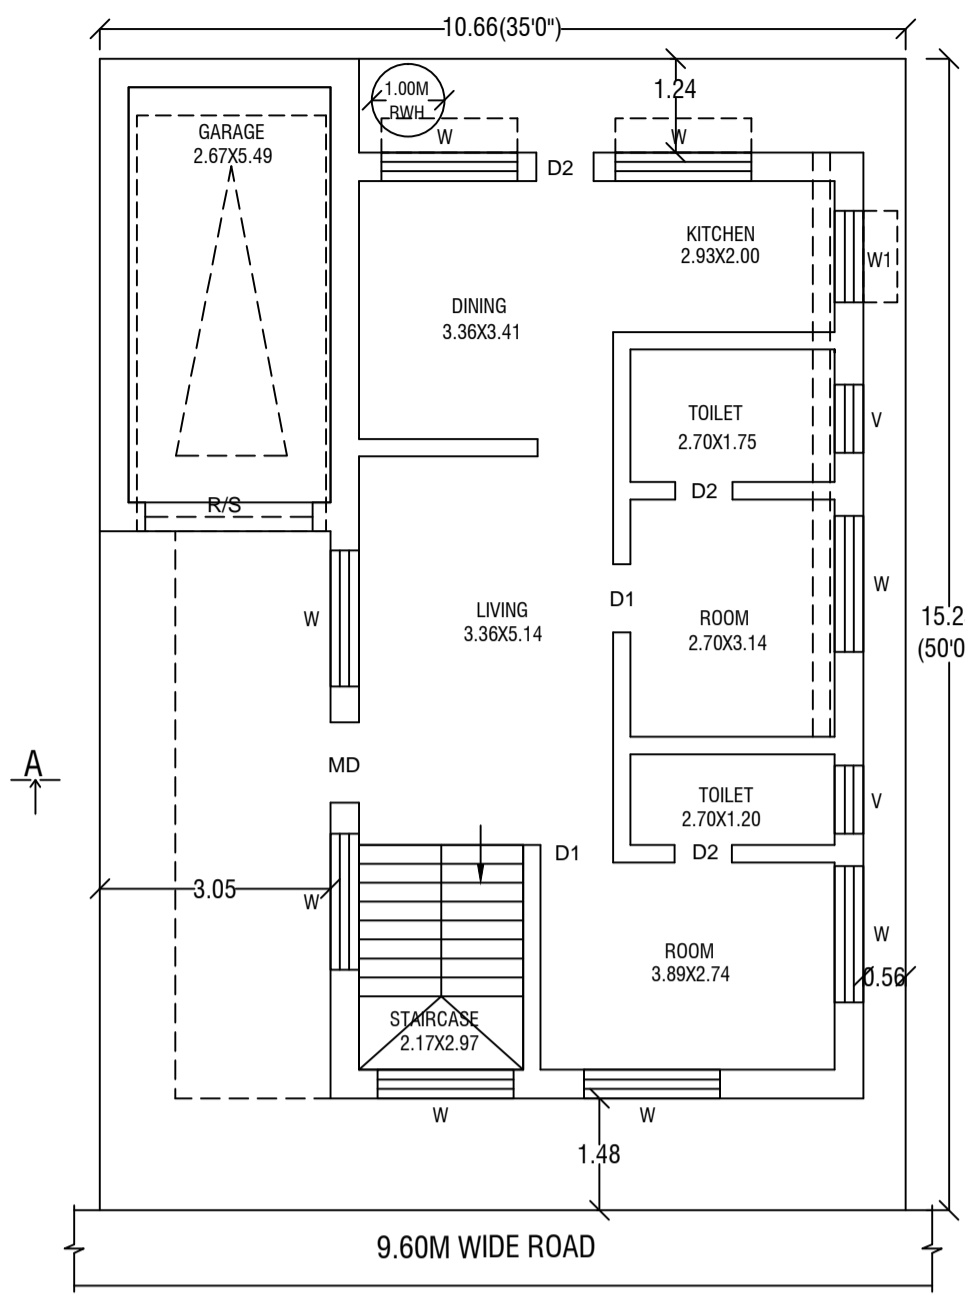 10.66(35'0")
1.24
1.00M
RWH
W
W
D2
GARAGE
2.67X5.49
KITCHEN
2.93X2.00
W1
DINING
3.36X3.41
TOILET
2.70X1.75
V
D2
R/S
W
W
D1
LIVING
3.36X5.14
ROOM
2.70X3.14
15.2
(50'0
A
MD
TOILET
2.70X1.20
V
D1
D2
3.05
W
W
ROOM
3.89X2.74
0.56
STAIRCASE
2.17X2.97
W
W
1.48
9.60M WIDE ROAD